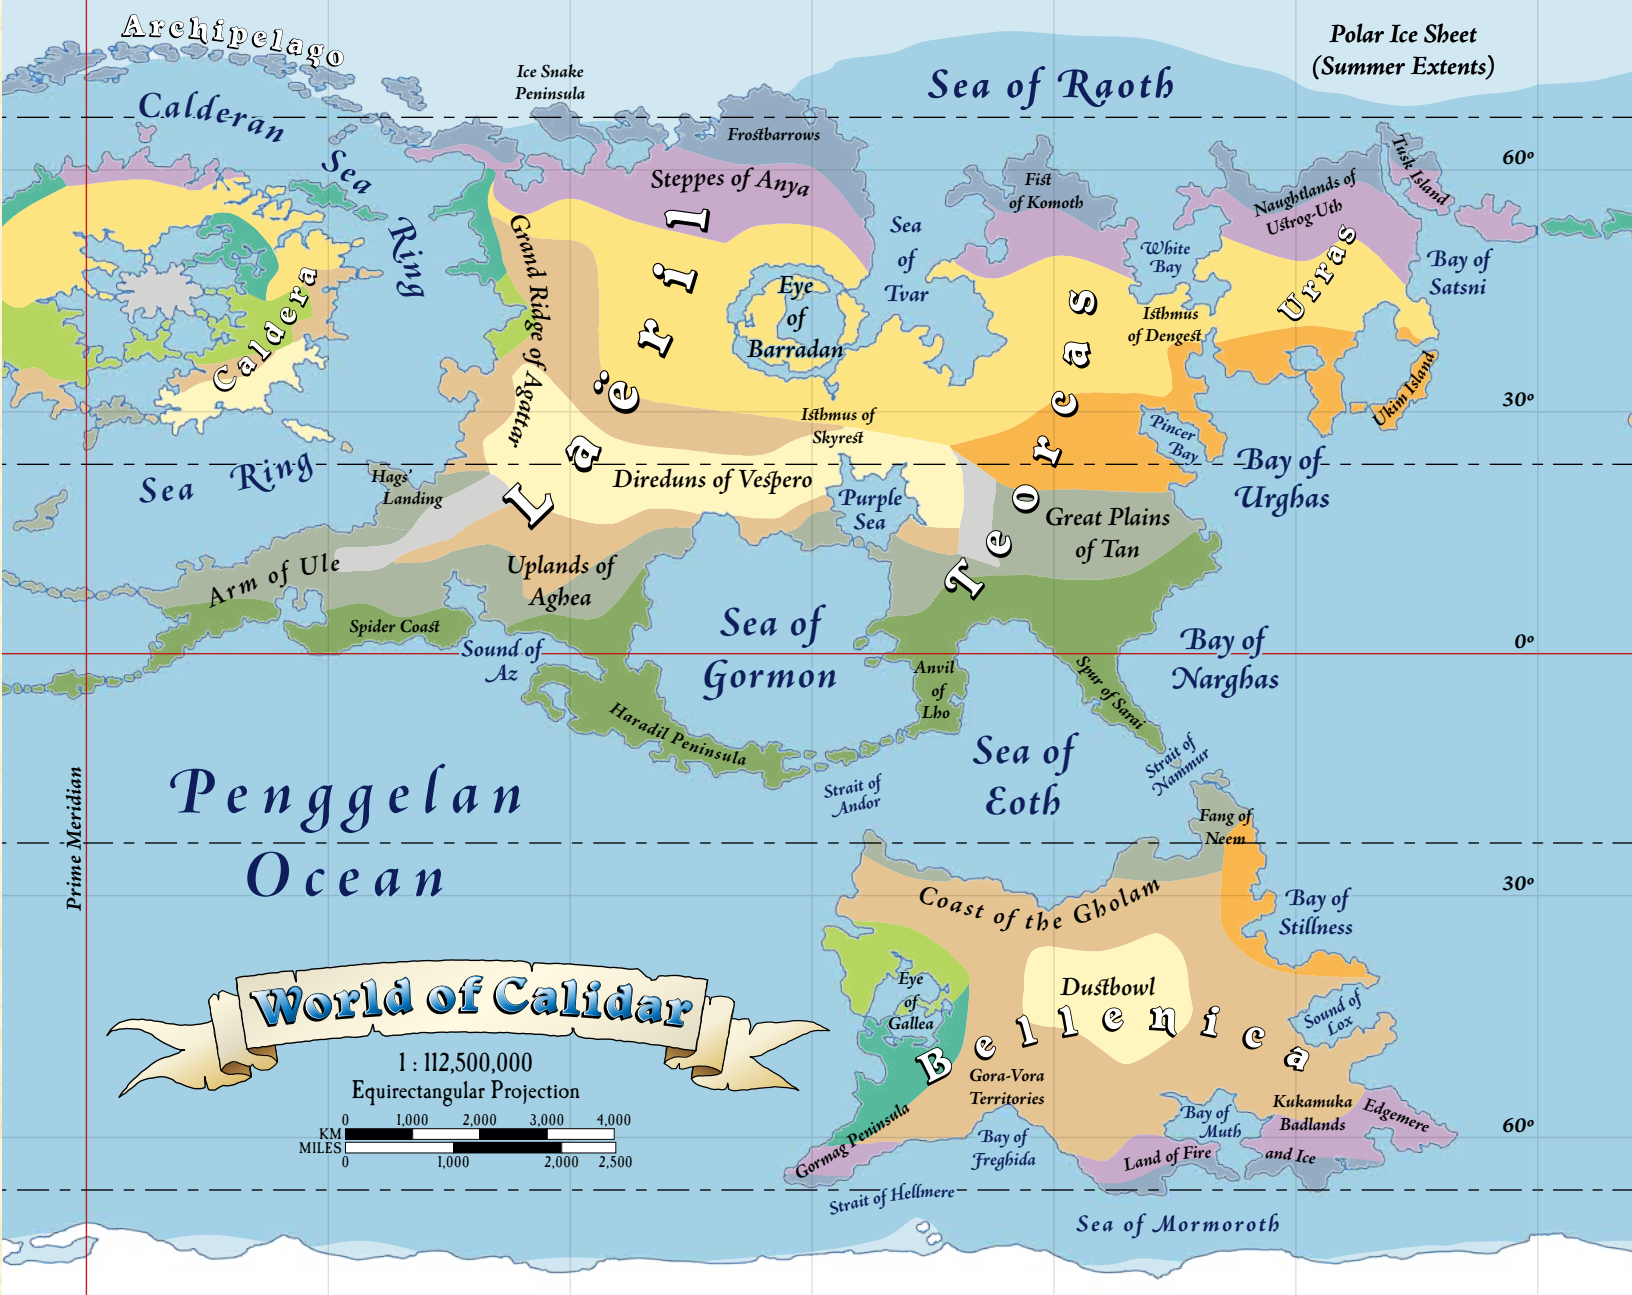 Archipelago
Polar Ice Sheet
(Summer Extents)
Ice Snake
Peninsula
Sea of Raoth
Calderan
Sea
Ring
Frostbarrows
Steppes of Anya
Fist
of Komoth
Tusk Island
Naughtlands of
Ustrog-Uth
60º
Sea
of
Tvar
White
Bay
Bay of
Satsni
Urras
Grand Ridge of Agattar
Eye
of
Barradan
Isthmus
of Dengest
Caldera
Laëril
Teorcas
Ukim Island
30º
Isthmus of
Skyrest
Pincer
Bay
Sea Ring
Hags'
Landing
Direduns of Vespero
Purple
Sea
Bay of
Urghas
Great Plains
of Tan
Arm of Ule
Uplands of
Aghea
Spider Coast
Sound of
Az
Sea of
Gormon
Bay of
Narghas
0º
Anvil
of
Lho
Spur of Sarai
Haradil Peninsula
Sea of
Eoth
Strait of
Nammur
Strait of
Andor
Penggelan
Ocean
Prime Meridian
Fang of
Neem
30º
Coast of the Gholam
Bay of
Stillness
Eye
of
Gallea
Dustbowl
Sound of
Lox
Bellenica
World of Calidar
1 : 112,500,000
Equirectangular Projection
0 1,000 2,000 3,000 4,000
KM
MILES
0 1,000 2,000 2,500
Gora-Vora
Territories
Gormag Peninsula
Bay of
Freghida
Bay of
Muth
Kukamuka
Badlands
and Ice
Edgemere
Land of Fire
60º
Strait of Hellmere
Sea of Mormoroth